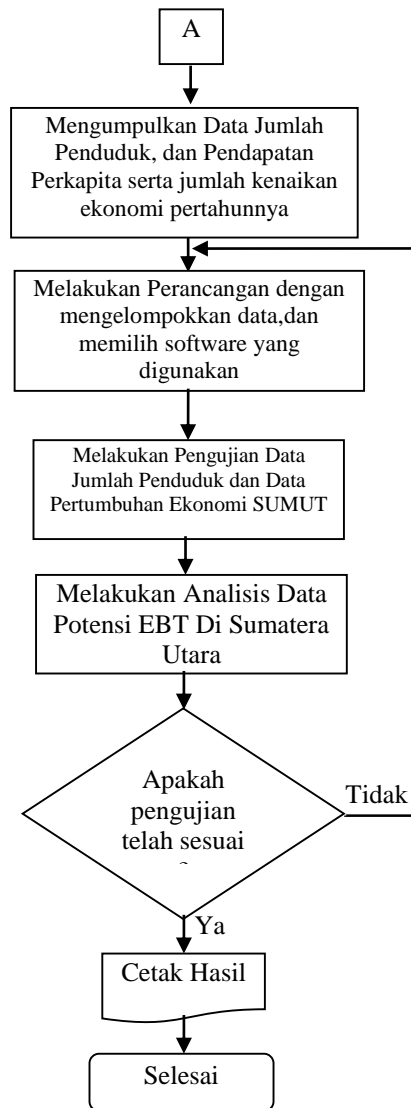 A
Mengumpulkan Data Jumlah
Penduduk, dan Pendapatan
Perkapita serta jumlah kenaikan
ekonomi pertahunnya
Melakukan Perancangan dengan
mengelompokkan data,dan
memilih software yang
digunakan
Melakukan Pengujian Data
Jumlah Penduduk dan Data
Pertumbuhan Ekonomi SUMUT
Melakukan Analisis Data
Potensi EBT Di Sumatera
Utara
Apakah
pengujian
telah sesuai
Tidak
Ya
Cetak Hasil
Selesai